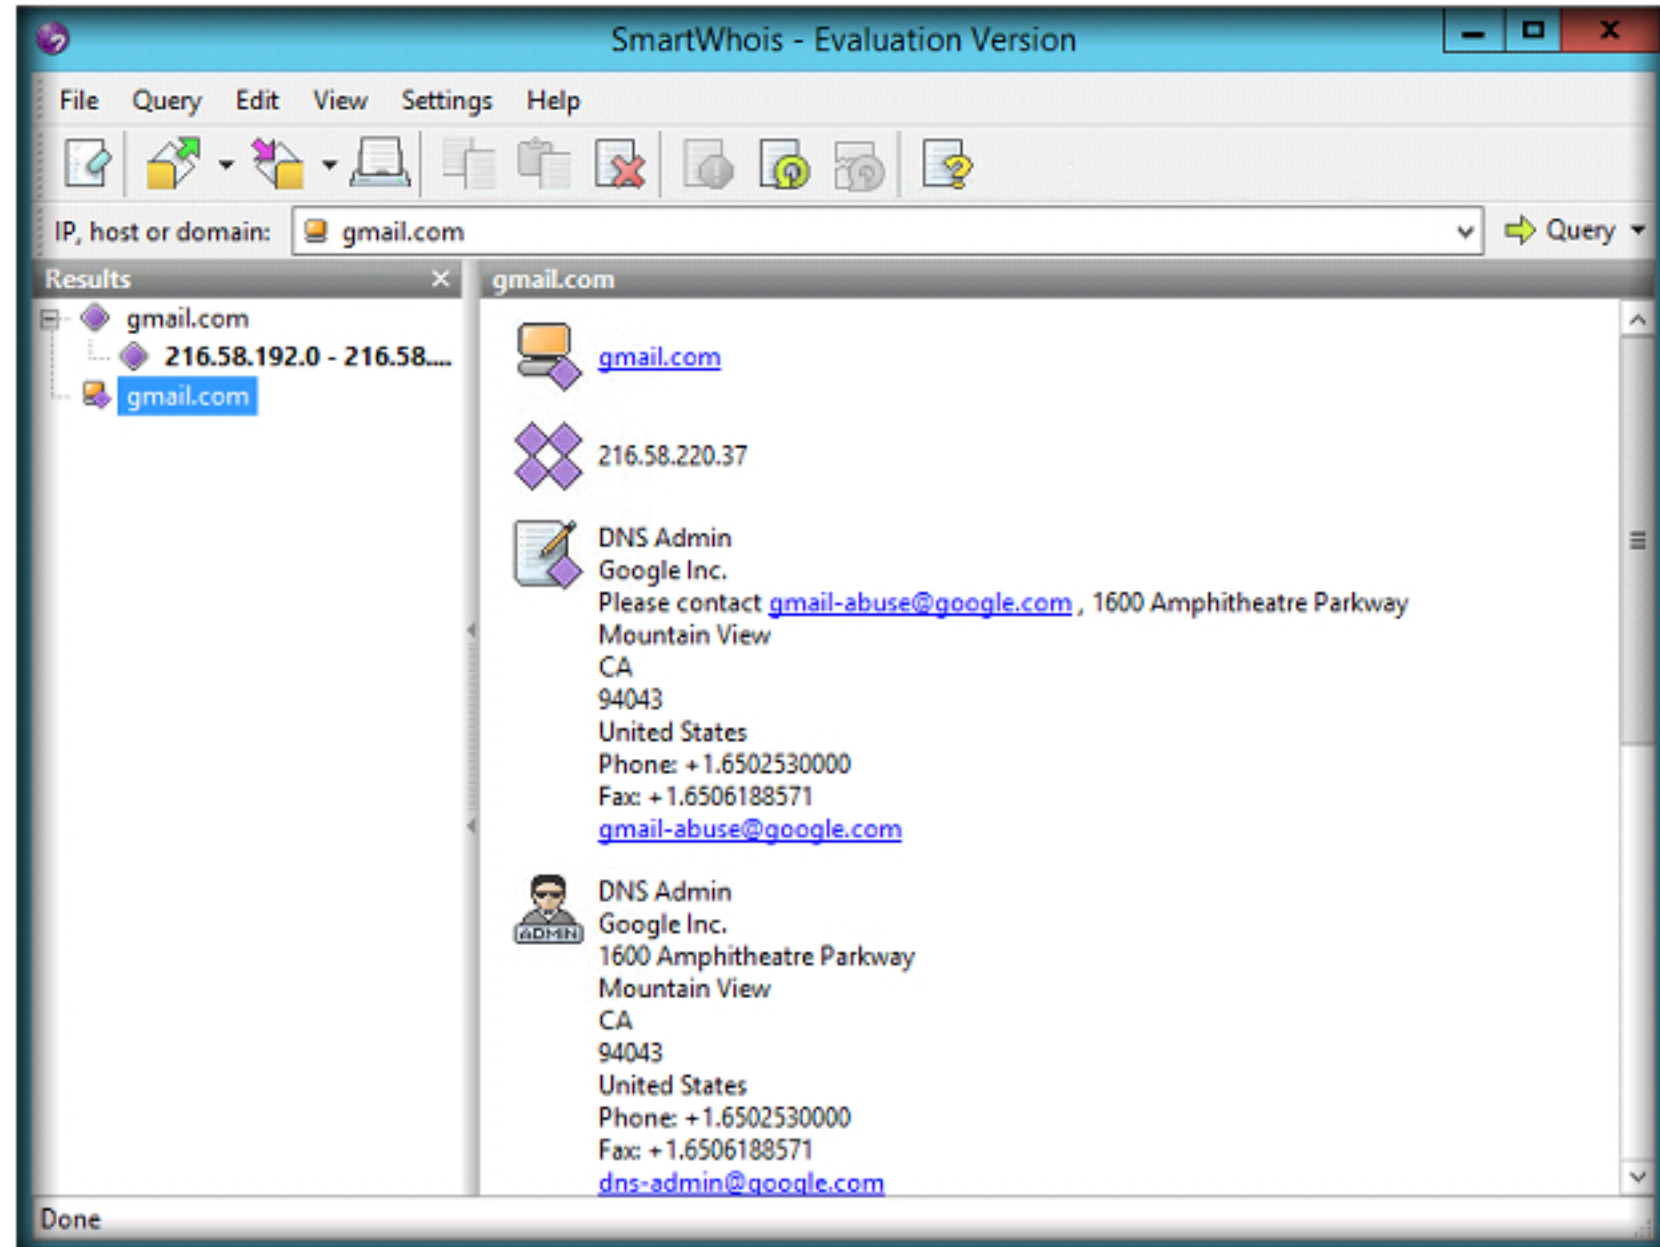 SmartWhois - Evaluation Version
File Query Edit View Settings Help
IP, host or domain: gmail.com Query
Results
gmail.com
216.58.192.0 - 216.58....
gmail.com
gmail.com
gmail.com
216.58.220.37
DNS Admin
Google Inc.
Please contact gmail-abuse@google.com , 1600 Amphitheatre Parkway
Mountain View
CA
94043
United States
Phone: +1.6502530000
Fax: +1.6506188571
gmail-abuse@google.com
ADMIN
DNS Admin
Google Inc.
1600 Amphitheatre Parkway
Mountain View
CA
94043
United States
Phone: +1.6502530000
Fax: +1.6506188571
dns-admin@google.com
Done